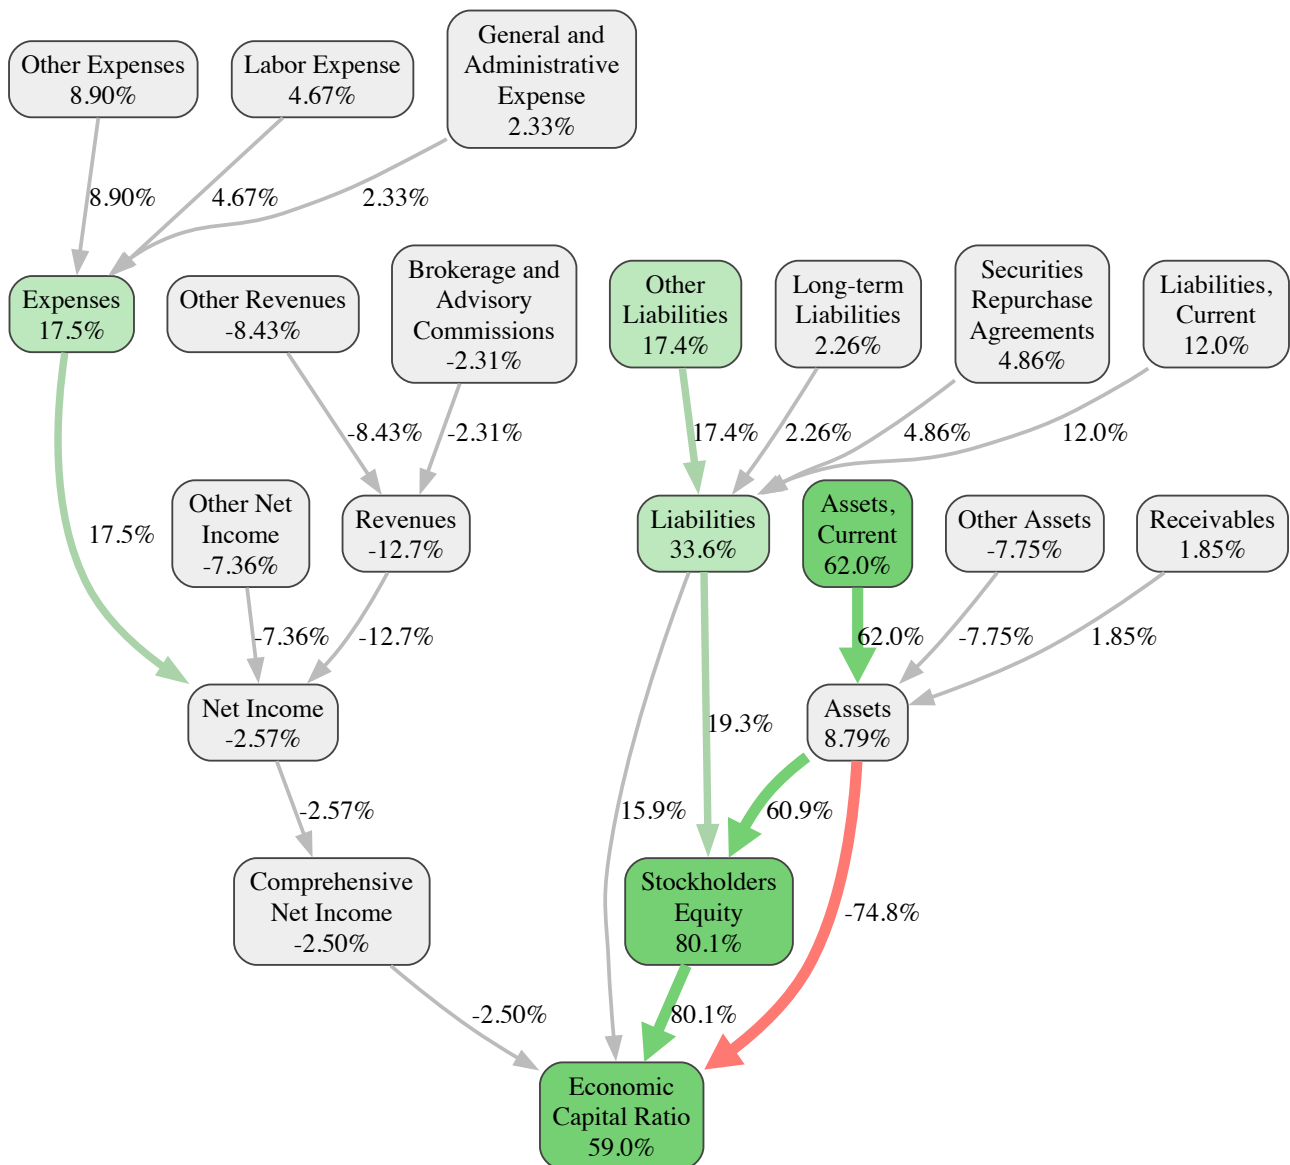 Other Expenses
8.90%
Labor Expense
4.67%
General and
Administrative
Expense
2.33%
8.90%
4.67%
2.33%
Expenses
17.5%
Other Revenues
-8.43%
Brokerage and
Advisory
Commissions
-2.31%
Other
Liabilities
17.4%
Long-term
Liabilities
2.26%
Securities
Repurchase
Agreements
4.86%
Liabilities,
Current
12.0%
-8.43%
-2.31%
17.4%
2.26%
4.86%
12.0%
17.5%
Other Net
Income
-7.36%
Revenues
-12.7%
Liabilities
33.6%
Assets,
Current
62.0%
Other Assets
-7.75%
Receivables
1.85%
-7.36%
-12.7%
62.0%
-7.75%
1.85%
Net Income
-2.57%
19.3%
Assets
8.79%
-2.57%
15.9%
60.9%
Comprehensive
Net Income
-2.50%
Stockholders
Equity
80.1%
-74.8%
-2.50%
80.1%
Economic
Capital Ratio
59.0%